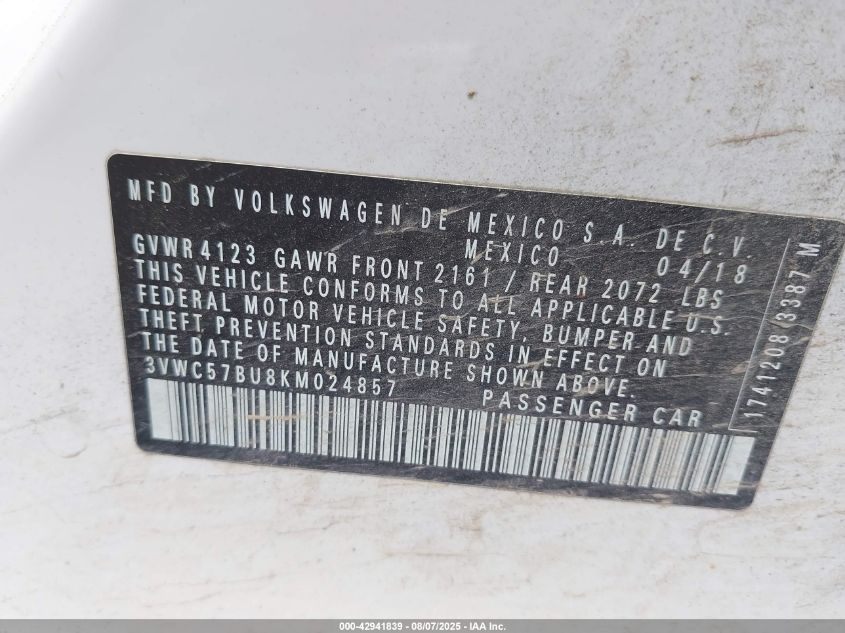 MFD BY VOLKSWAGEN DE MEXICO S.A. DE C.V.
MEXICO 04/18
GVWR 4123 GAWR FRONT 2161 / REAR 2072 LBS
THIS VEHICLE CONFORMS TO ALL APPLICABLE U.S.
FEDERAL MOTOR VEHICLE SAFETY, BUMPER AND
THEFT PREVENTION STANDARDS IN EFFECT ON
THE DATE OF MANUFACTURE SHOWN ABOVE.
3VWC57BU8KM024857 PASSENGER CAR
1741208 3387 M
000-42941839 - 08/07/2025 - IAA Inc.